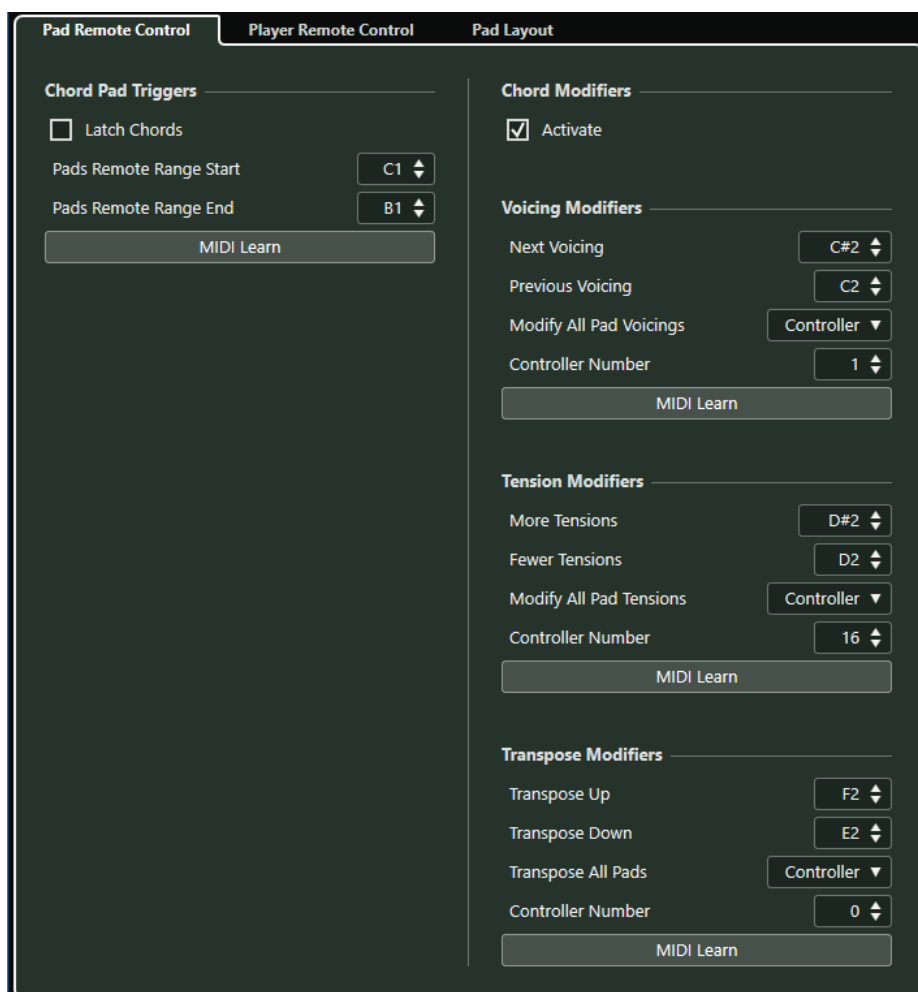 Pad Remote Control Player Remote Control Pad Layout
Chord Pad Triggers
Latch Chords
Pads Remote Range Start C1
Pads Remote Range End B1
MIDI Learn
Chord Modifiers
Activate
Voicing Modifiers
Next Voicing C#2
Previous Voicing C2
Modify All Pad Voicings Controller
Controller Number 1
MIDI Learn
Tension Modifiers
More Tensions D#2
Fewer Tensions D2
Modify All Pad Tensions Controller
Controller Number 16
MIDI Learn
Transpose Modifiers
Transpose Up F2
Transpose Down E2
Transpose All Pads Controller
Controller Number 0
MIDI Learn